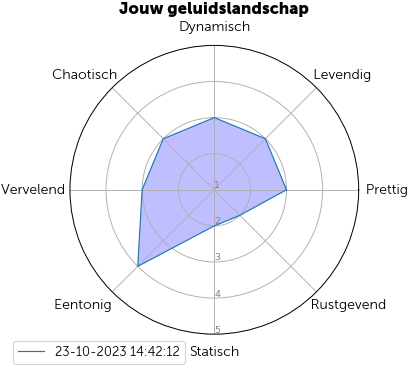 Jouw geluidslandschap
Dynamisch
Chaotisch
Levendig
Vervelend
1
Prettig
2
3
4
Eentonig
Rustgevend
5
23-10-2023 14:42:12
Statisch